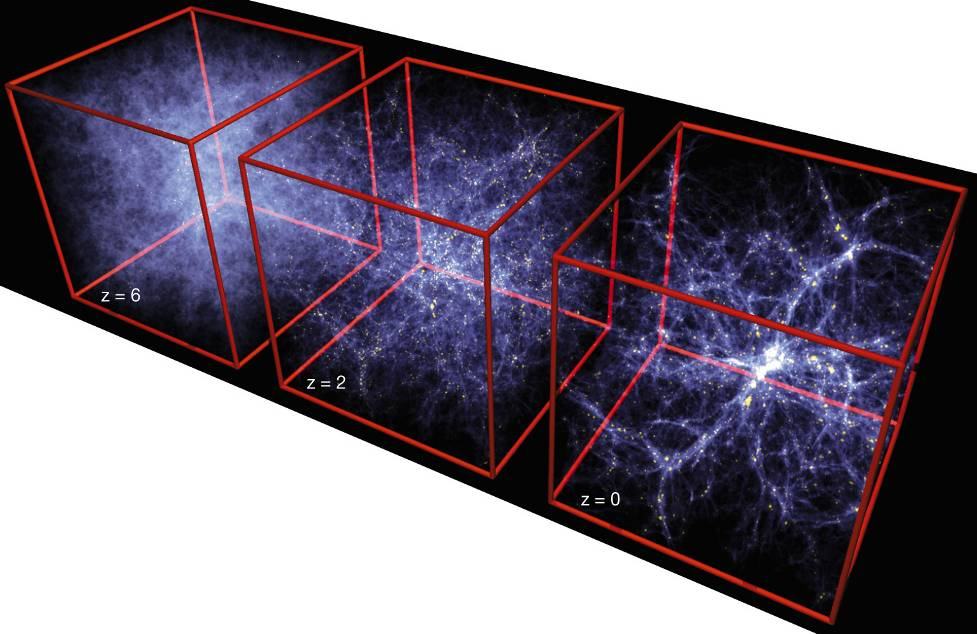 z = 6
z = 2
z = 0